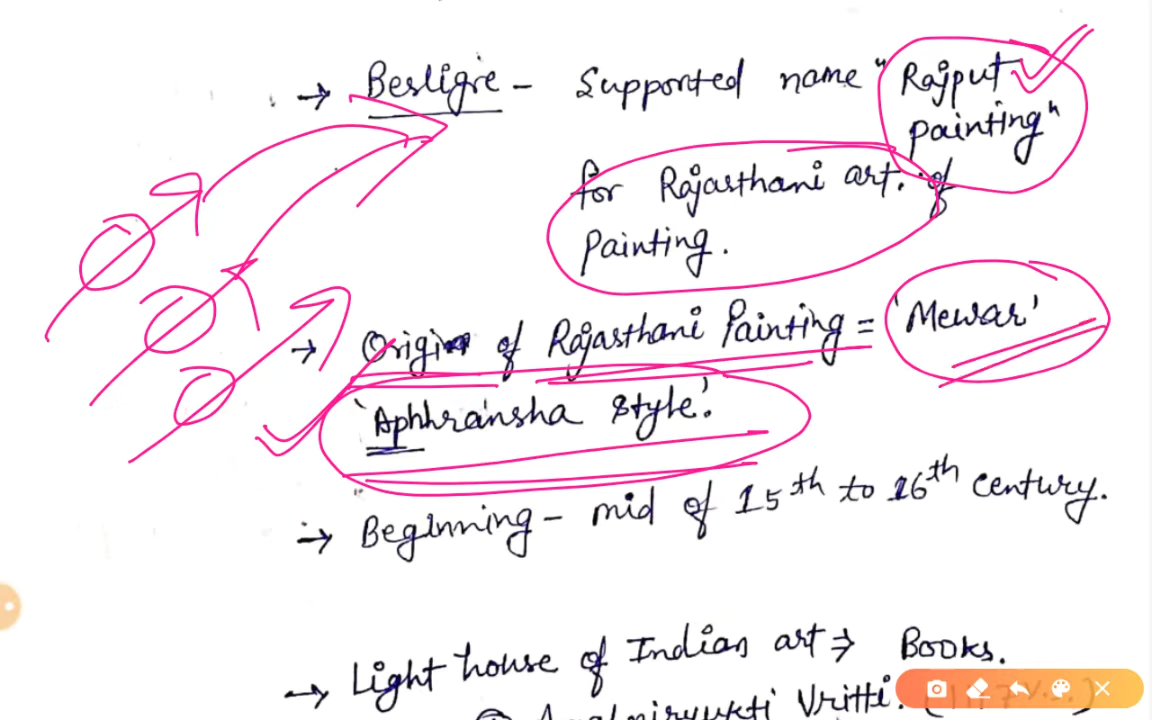 → Besligre - Supported name "Rajput
Painting"
for Rajasthani art. of
Painting.
→ Origin of Rajasthani Painting = 'Mewar'
'Aphhransha Style'.
→ Beginning - mid of 15th to 16th century.
→ Light house of Indian art ⇒ Books.
Vritti.